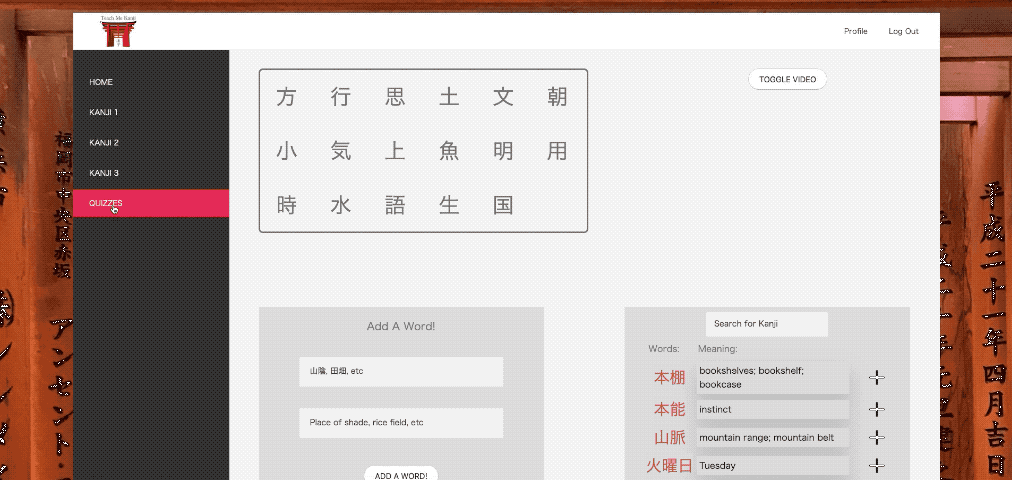 Teach Me Kanji
Profile
Log Out
HOME
KANJI 1
KANJI 2
KANJI 3
QUIZZES
方 行 思 土 文 朝
小 気 上 魚 明 用
時 水 語 生 国
TOGGLE VIDEO
Add A Word!
山陰, 田畑, etc
Place of shade, rice field, etc
ADD A WORD!
Search for Kanji
Words: Meaning:
本棚 bookshelves; bookshelf;
bookcase
本能 instinct
山脈 mountain range; mountain belt
火曜日 Tuesday
福岡市中央区赤坂
アンセント・
平成二十一年四月吉日